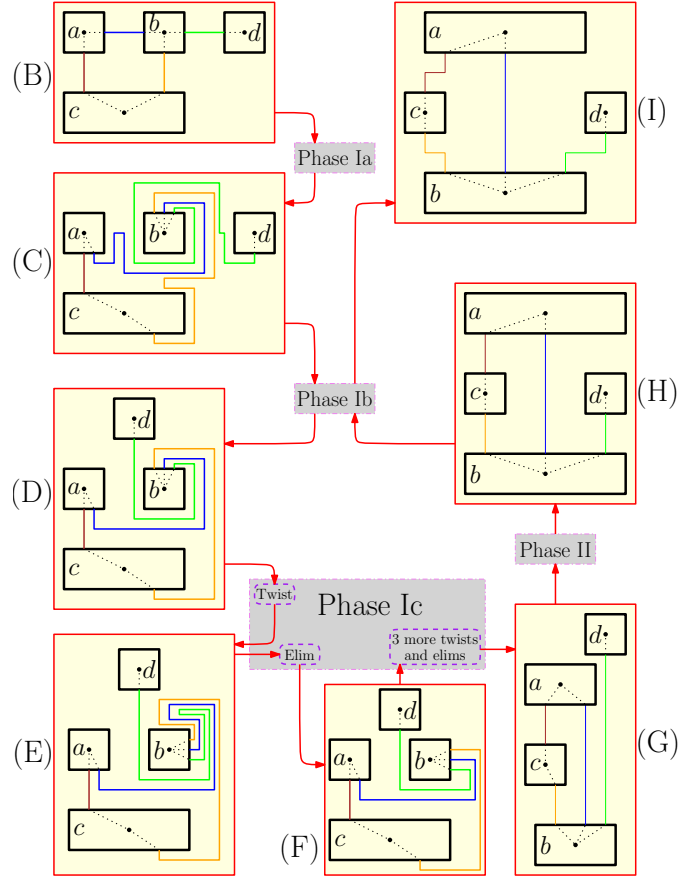 (B)
a
b
d
c
Phase Ia
(C)
a
b
d
c
Phase Ib
(D)
d
a
b
c
Twist
Phase Ic
Elim
3 more twists
and elims
(E)
d
a
b
c
(F)
d
a
b
c
(G)
d
a
c
b
Phase II
(H)
a
c
d
b
(I)
a
c
d
b